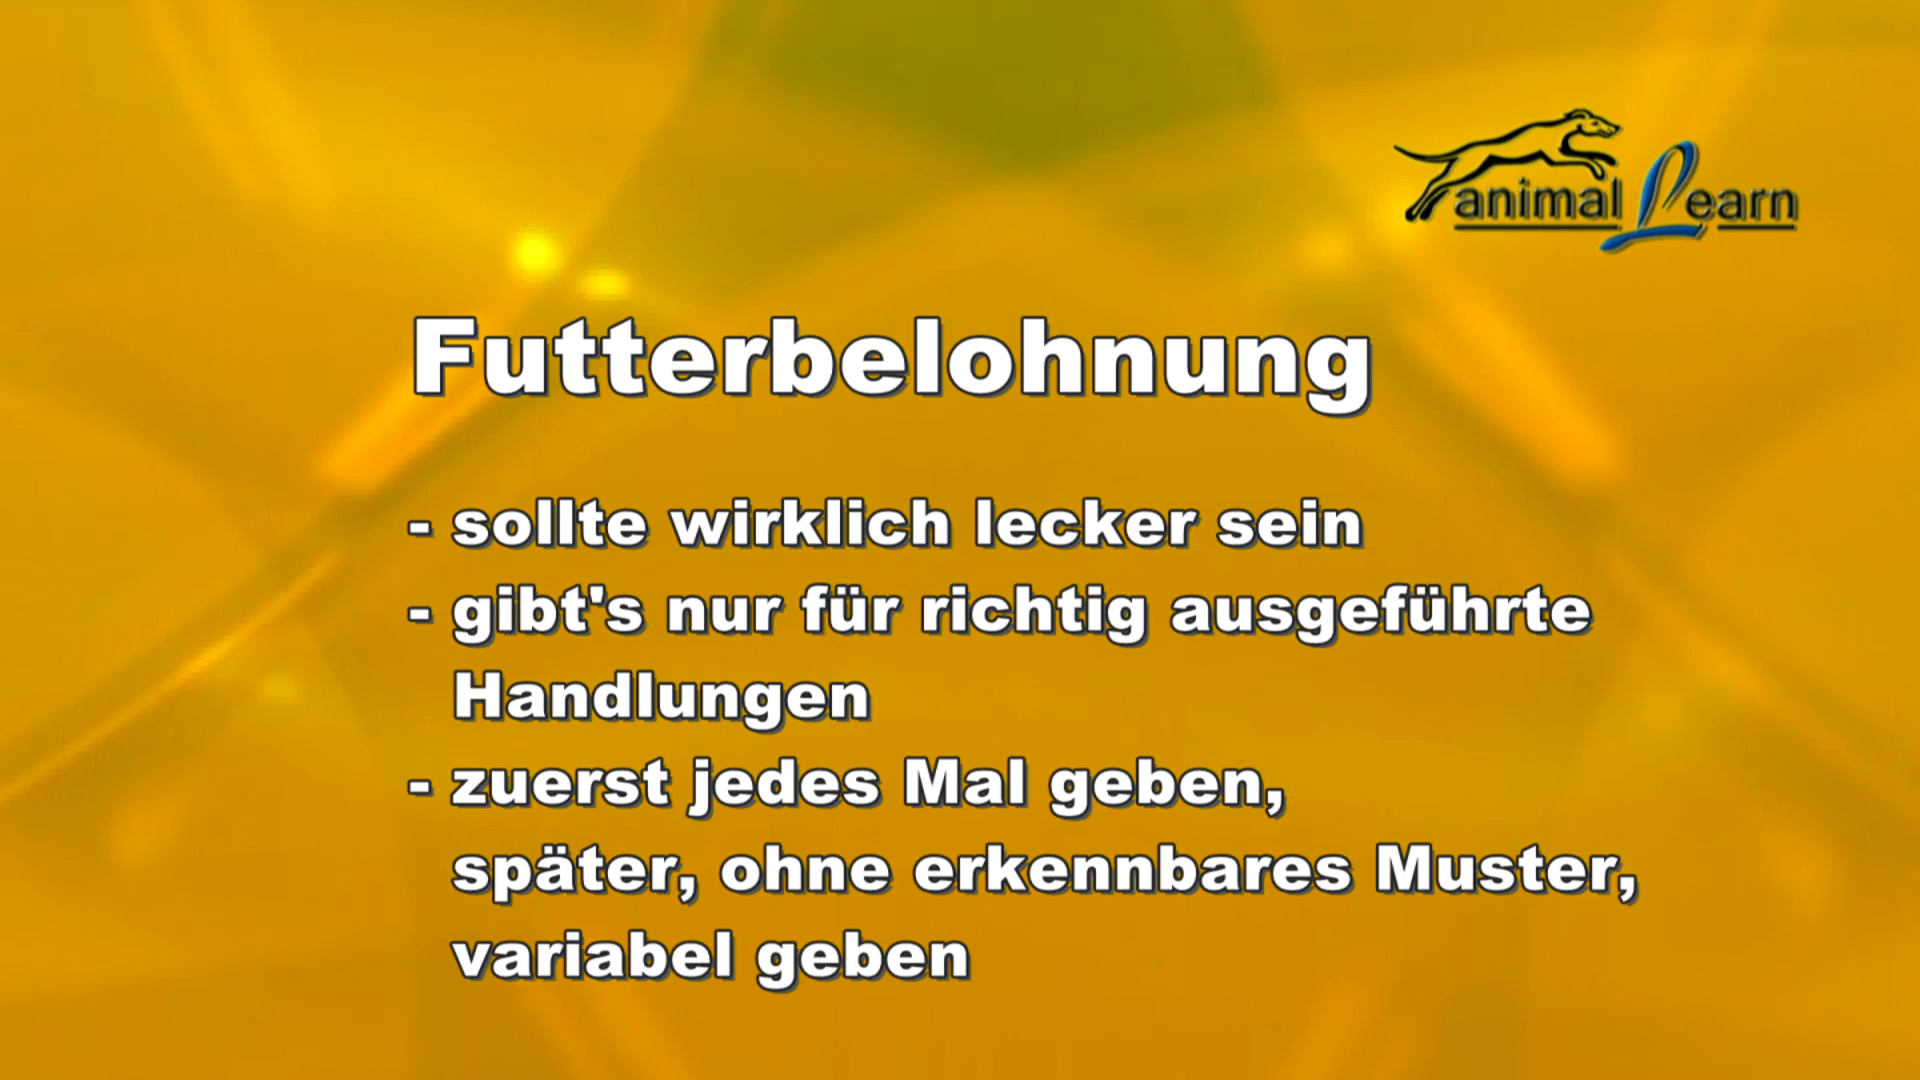 animal Learn
Futterbelohnung
- sollte wirklich lecker sein
- gibt's nur für richtig ausgeführte
Handlungen
- zuerst jedes Mal geben,
später, ohne erkennbares Muster,
variabel geben